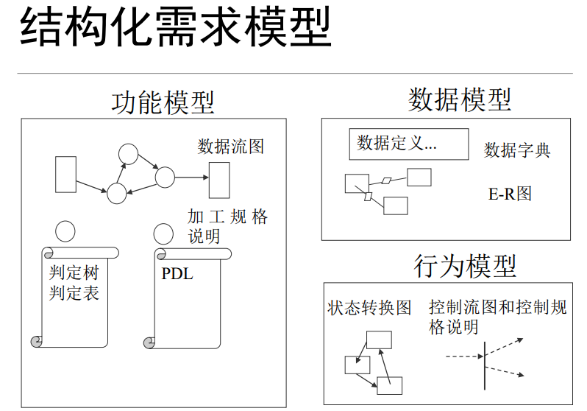 结构化需求模型
功能模型
数据流图
加工规格
说明
判定树
判定表
PDL
数据模型
数据定义...
数据字典
E-R图
行为模型
状态转换图
控制流图和控制规
格说明